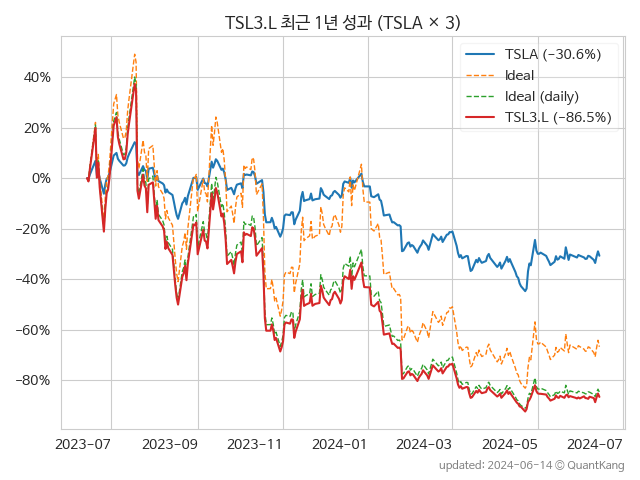 TSL3.L 최근 1년 성과 (TSLA × 3)
TSLA (−30.6%)
Ideal
Ideal (daily)
TSL3.L (−86.5%)
40%
20%
0%
−20%
−40%
−60%
−80%
2023-07 2023-09 2023-11 2024-01 2024-03 2024-05 2024-07
updated: 2024-06-14 © QuantKang